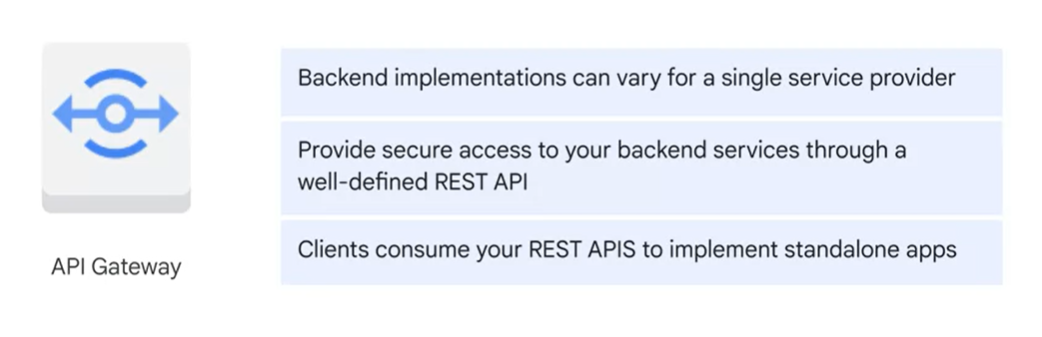 Backend implementations can vary for a single service provider
Provide secure access to your backend services through a
well-defined REST API
Clients consume your REST APIS to implement standalone apps
API Gateway